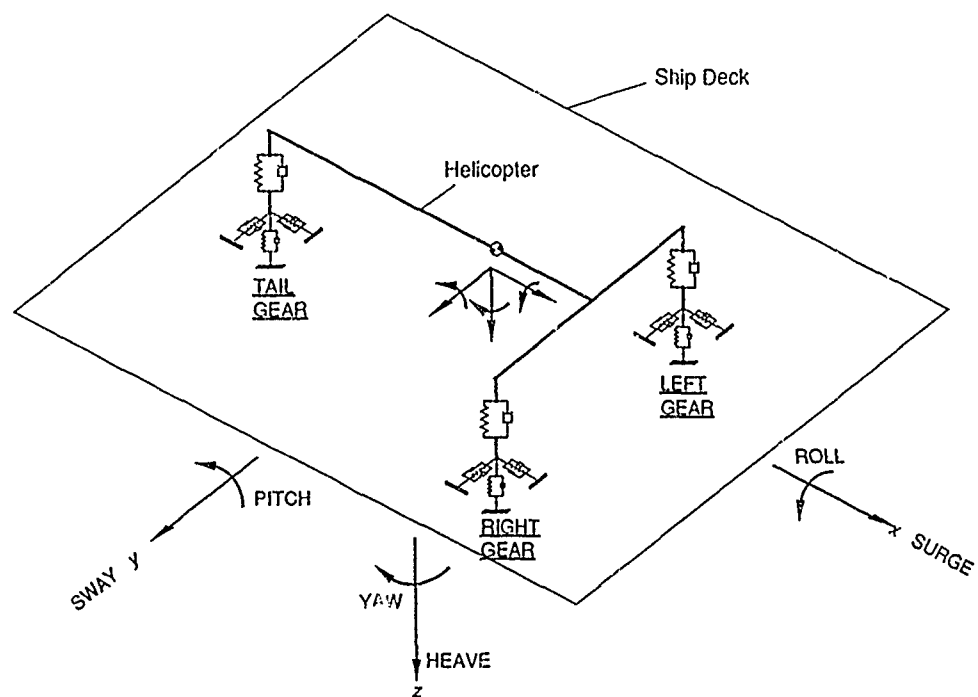 Ship Deck
Helicopter
TAIL
GEAR
LEFT
GEAR
RIGHT
GEAR
ROLL
x SURGE
PITCH
SWAY y
YAW
HEAVE
z